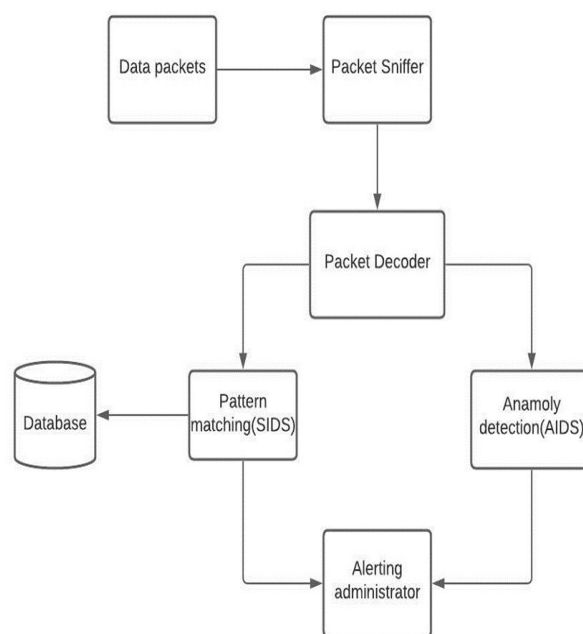 Data packets
Packet Sniffer
Packet Decoder
Database
Pattern
matching(SIDS)
Anamoly
detection(AIDS)
Alerting
administrator